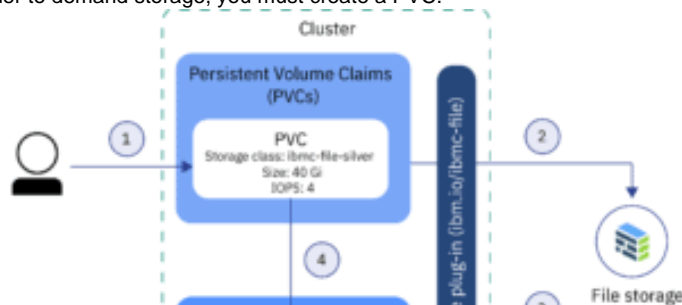 to demand storage, you must create a PVC.
Cluster
Persistent Volume Claims
(PVCs)
1
PVC
Storage class: ibmc-file-silver
Size: 40 Gi
IOPS: 4
2
plug-in (ibm.io/ibmc-file)
4
File storage